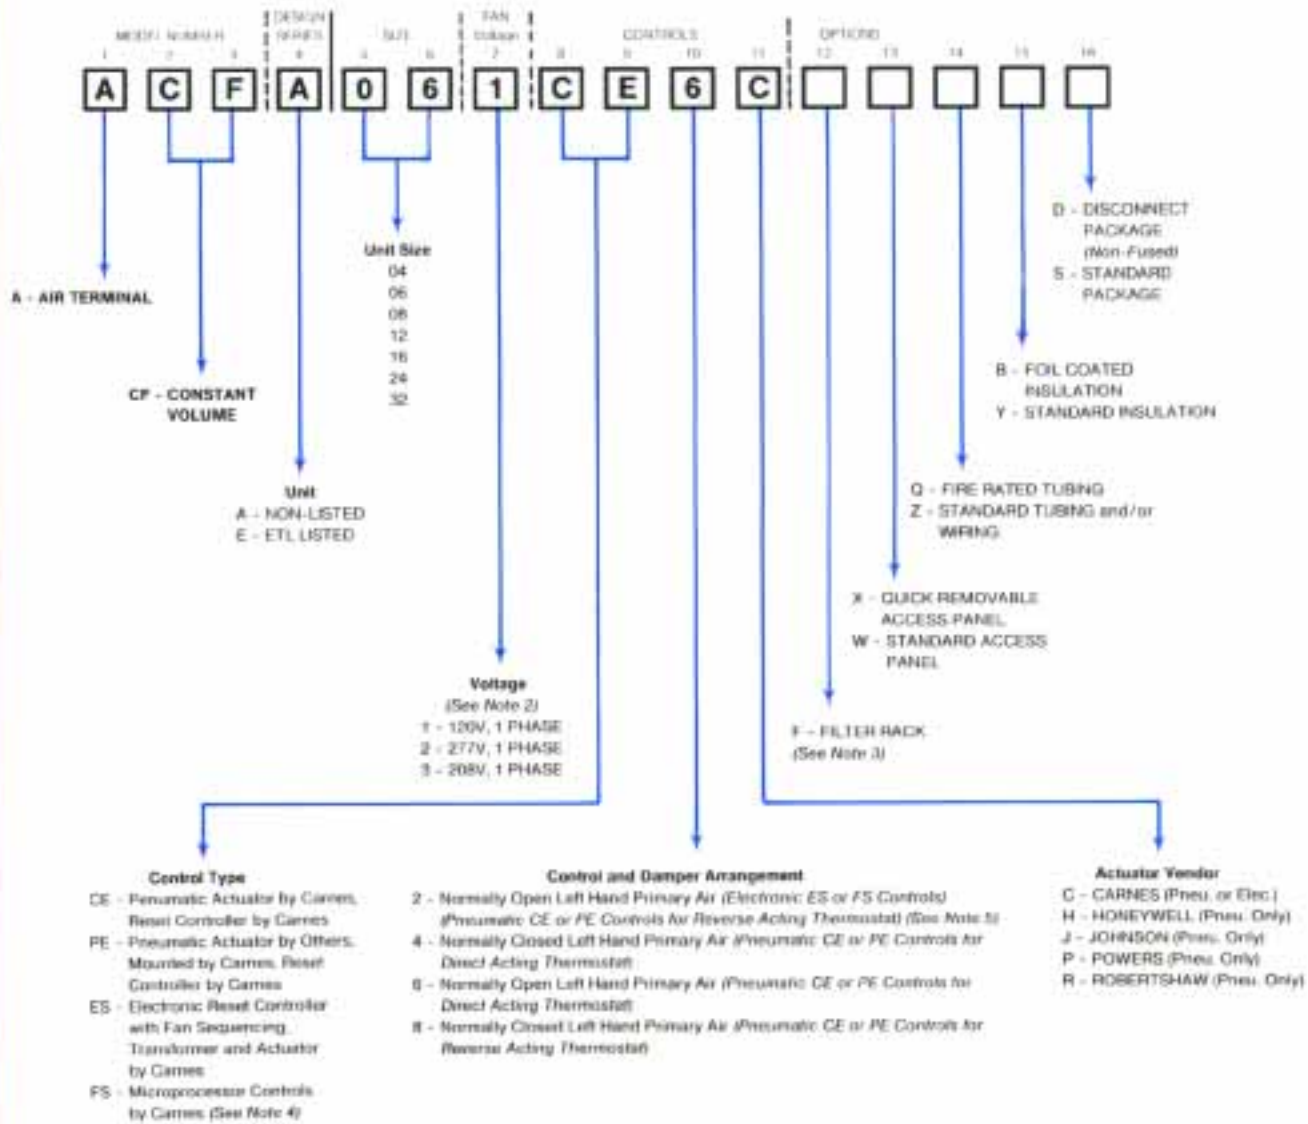 DESIGN FAN
MODEL NUMBER SERIES SIZE Voltage CONTROLS OPTIONS
1 2 3 4 5 6 7 8 9 10 11 12 13 14 15 16
A C F A 0 6 1 C E 6 C
D - DISCONNECT
PACKAGE
(Non-Fused)
S - STANDARD
PACKAGE
Unit Size
04
06
08
12
16
24
32
A - AIR TERMINAL
CF - CONSTANT
VOLUME
B - FOIL COATED
INSULATION
Y - STANDARD INSULATION
Unit
A - NON-LISTED
E - ETL LISTED
Q - FIRE RATED TUBING
Z - STANDARD TUBING and/or
WIRING
X - QUICK REMOVABLE
ACCESS PANEL
W - STANDARD ACCESS
PANEL
Voltage
(See Note 2)
1 - 120V, 1 PHASE
2 - 277V, 1 PHASE
3 - 208V, 1 PHASE
F - FILTER RACK
(See Note 3)
Control Type
CE - Penumatic Actuator by Carnes,
Reset Controller by Carnes
PE - Pneumatic Actuator by Others,
Mounted by Carnes, Reset
Controller by Carnes
ES - Electronic Reset Controller
with Fan Sequencing,
Transformer and Actuator
by Carnes
FS - Microprocessor Controls
by Carnes (See Note 4)
Control and Damper Arrangement
2 - Normally Open Left Hand Primary Air (Electronic ES or FS Controls)
(Pneumatic CE or PE Controls for Reverse Acting Thermostat) (See Note 5)
4 - Normally Closed Left Hand Primary Air (Pneumatic CE or PE Controls for
Direct Acting Thermostat)
6 - Normally Open Left Hand Primary Air (Pneumatic CE or PE Controls for
Direct Acting Thermostat)
8 - Normally Closed Left Hand Primary Air (Pneumatic CE or PE Controls for
Reverse Acting Thermostat)
Actuator Vendor
C - CARNES (Pneu. or Elec.)
H - HONEYWELL (Pneu. Only)
J - JOHNSON (Pneu. Only)
P - POWERS (Pneu. Only)
R - ROBERTSHAW (Pneu. Only)